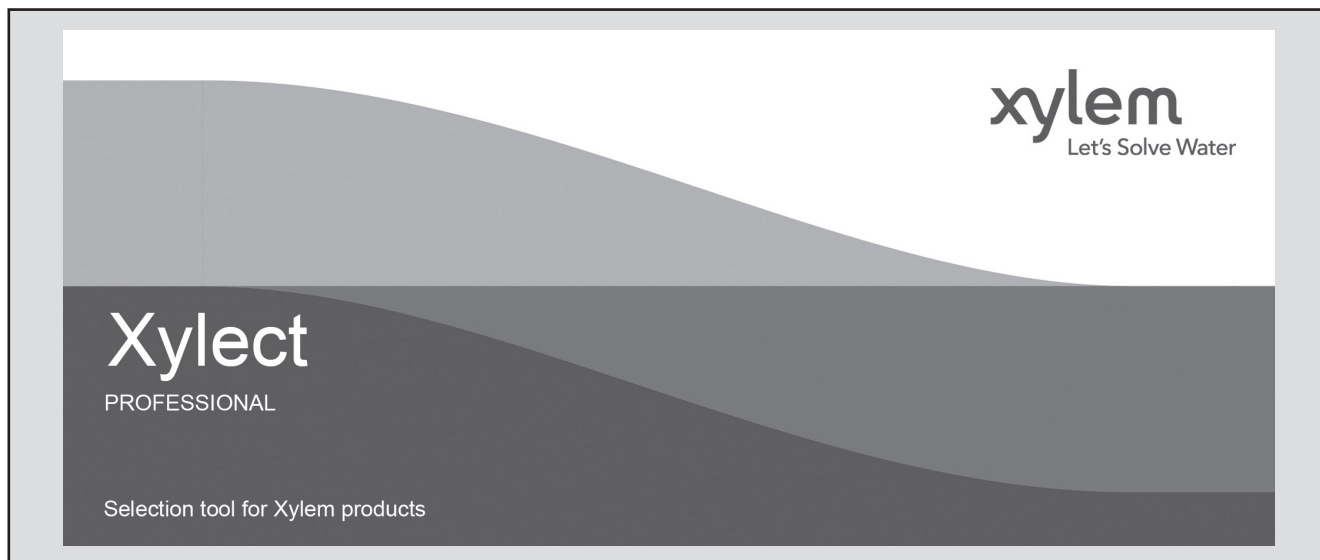 xylem
Let's Solve Water
Xylect
PROFESSIONAL
Selection tool for Xylem products